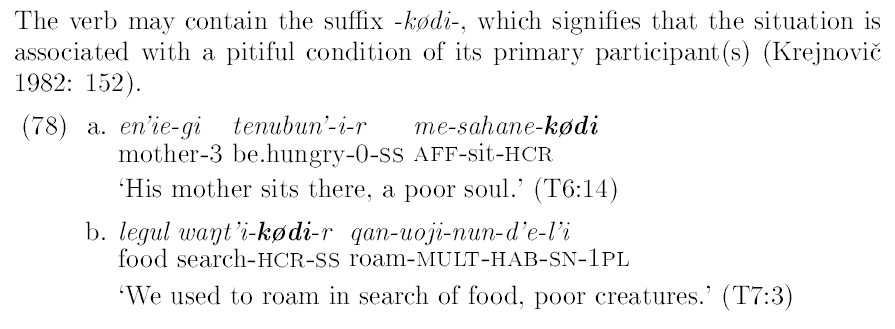 The verb may contain the suffix -kødi-, which signifies that the situation is
associated with a pitiful condition of its primary participant(s) (Krejnovič
1982: 152).
(78) a. en'ie-gi tenubun'-i-r me-sahane-kødi
mother-3 be.hungry-0-SS AFF-sit-HCR
‘His mother sits there, a poor soul.’ (T6:14)
b. legul waŋt'i-kødi-r qan-uoji-nun-d'e-l'i
food search-HCR-SS roam-MULT-HAB-SN-1PL
‘We used to roam in search of food, poor creatures.’ (T7:3)